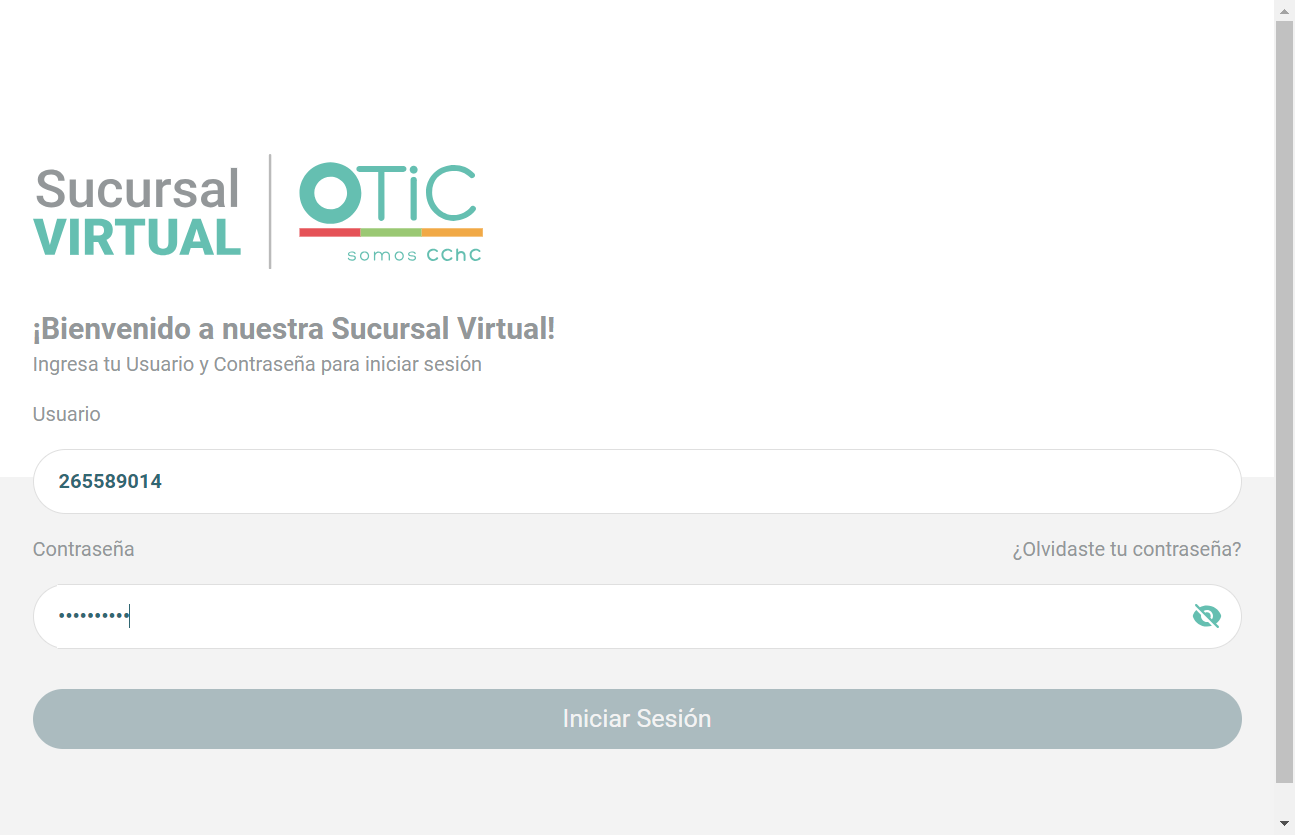 Sucursal
VIRTUAL
OTiC
somos CChC
¡Bienvenido a nuestra Sucursal Virtual!
Ingresa tu Usuario y Contraseña para iniciar sesión
Usuario
265589014
Contraseña
¿Olvidaste tu contraseña?
••••••••••
Iniciar Sesión